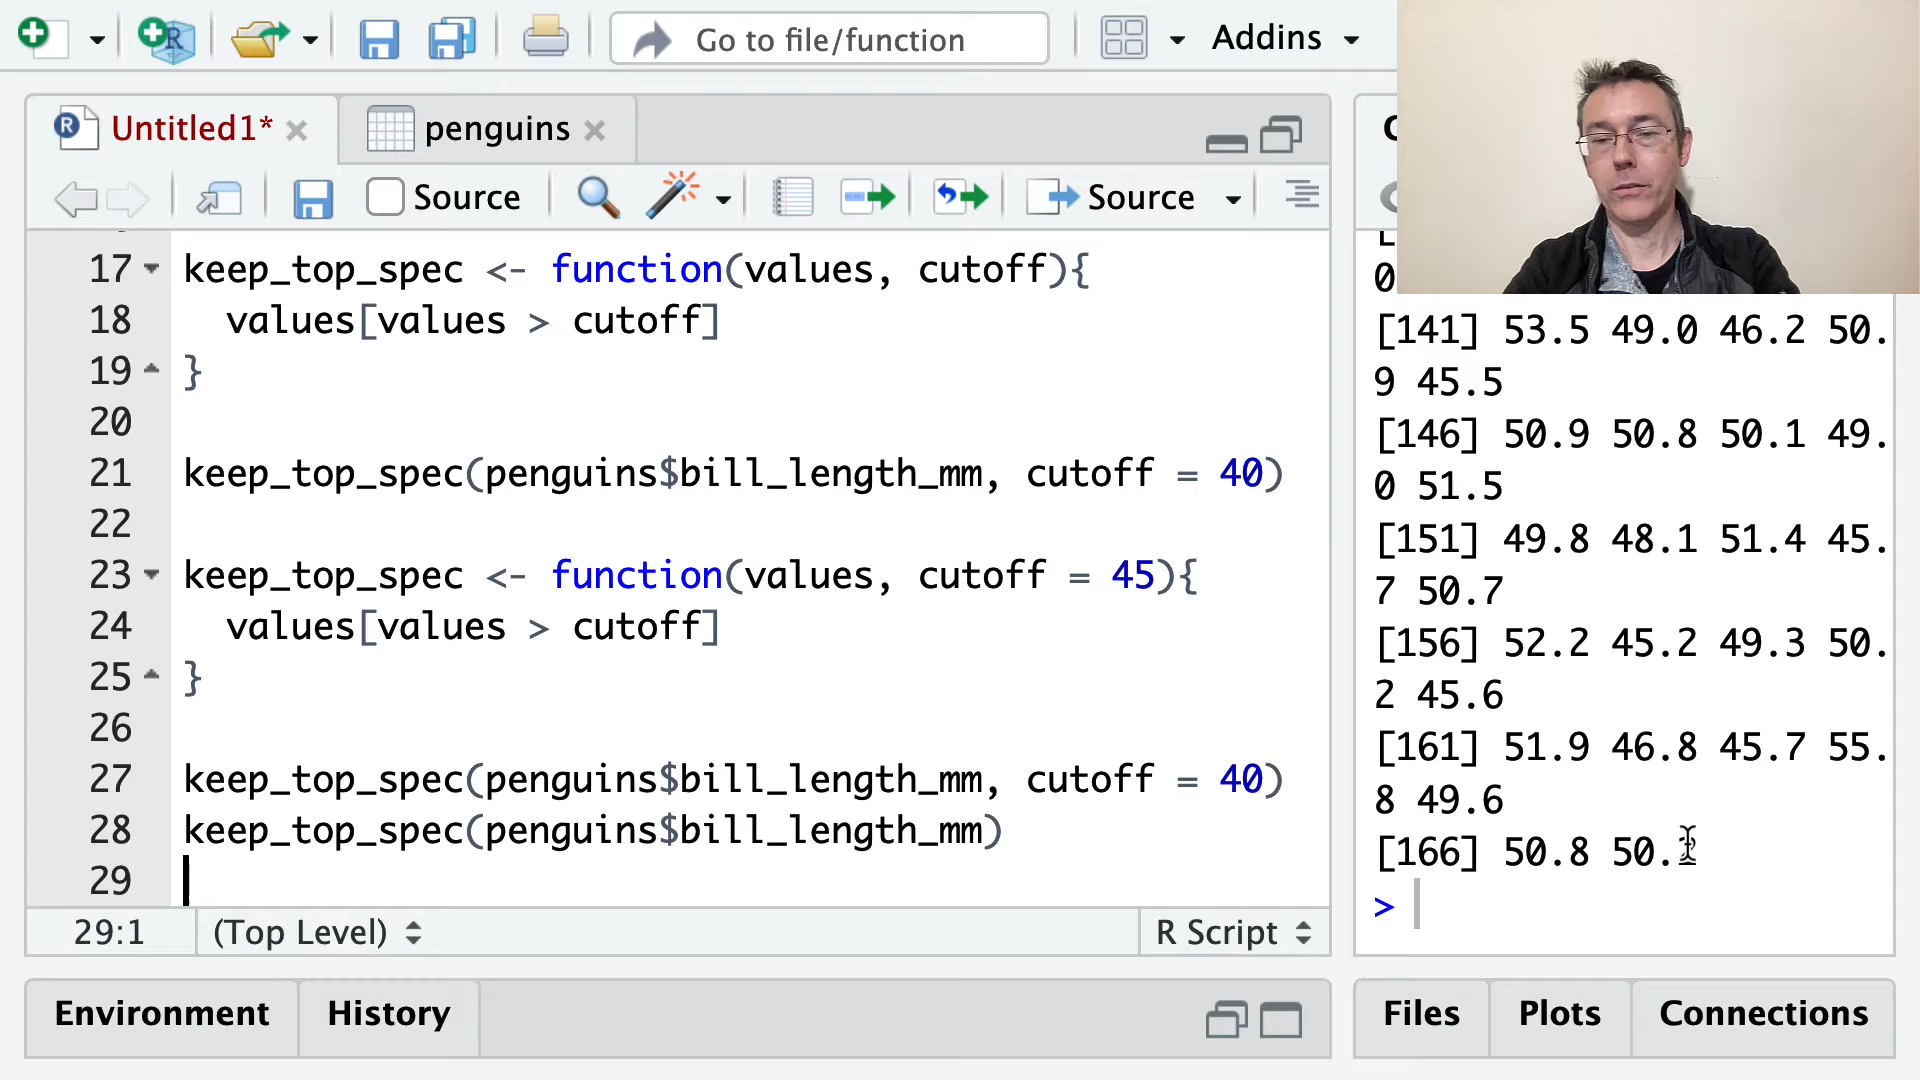 Go to file/function
Addins
Untitled1*
penguins
Source
Source
17 keep_top_spec <- function(values, cutoff){
18 values[values > cutoff]
19 }
20
21 keep_top_spec(penguins$bill_length_mm, cutoff = 40)
22
23 keep_top_spec <- function(values, cutoff = 45){
24 values[values > cutoff]
25 }
26
27 keep_top_spec(penguins$bill_length_mm, cutoff = 40)
28 keep_top_spec(penguins$bill_length_mm)
29
29:1 (Top Level) R Script
Environment
History
0
[141] 53.5 49.0 46.2 50.
9 45.5
[146] 50.9 50.8 50.1 49.
0 51.5
[151] 49.8 48.1 51.4 45.
7 50.7
[156] 52.2 45.2 49.3 50.
2 45.6
[161] 51.9 46.8 45.7 55.
8 49.6
[166] 50.8 50.
>
Files
Plots
Connections